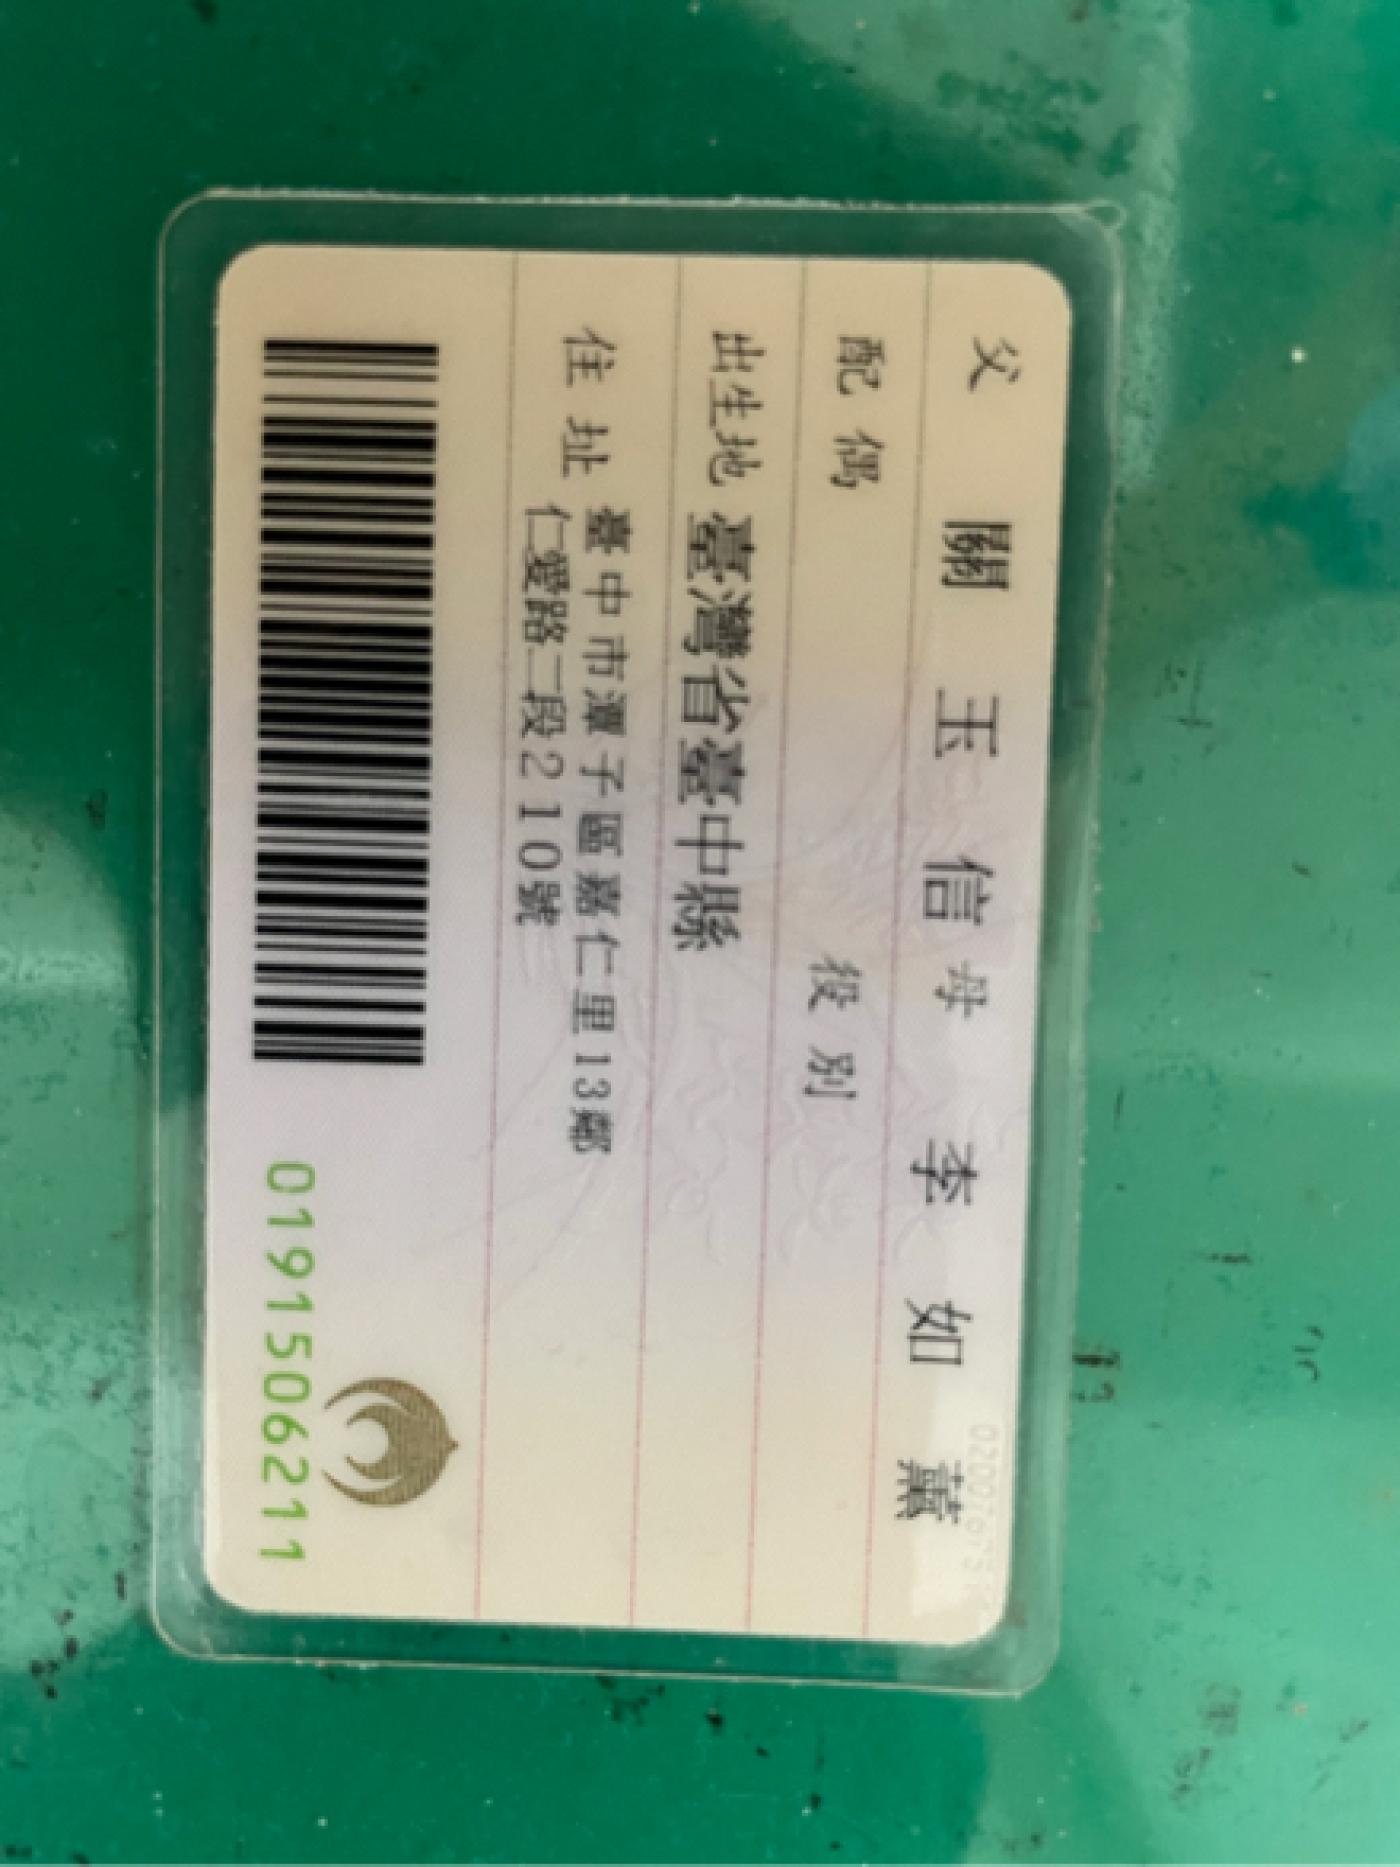 父 關玉信 母 李如薰
配偶 役別
出生地 臺灣省臺中縣
住址 臺中市潭子區嘉仁里13鄰
仁愛路二段210號
0191506211